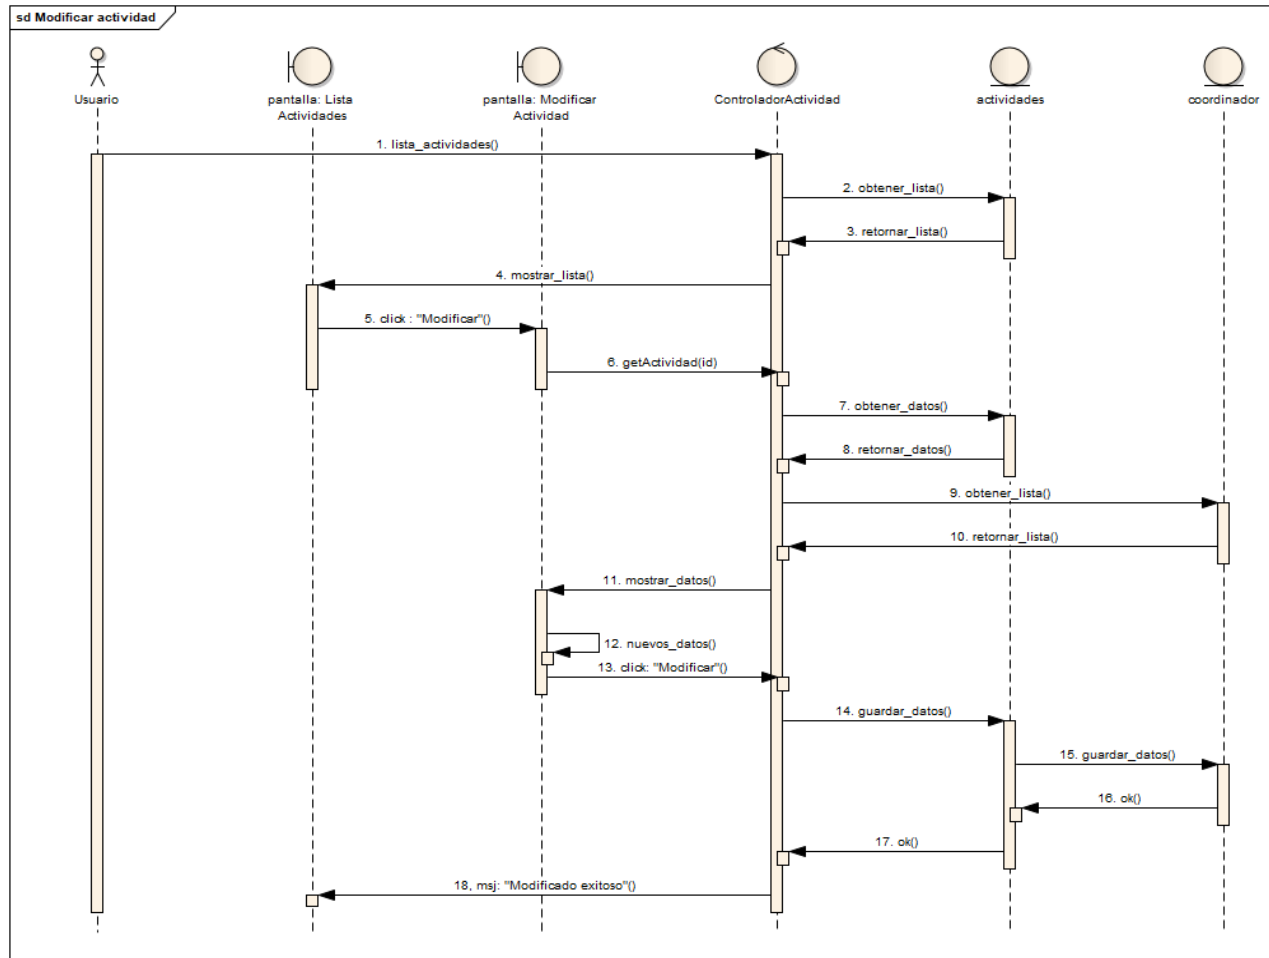 sd Modificar actividad
Usuario
pantalla: Lista
Actividades
pantalla: Modificar
Actividad
ControladorActividad
actividades
coordinador
1. lista_actividades()
2. obtener_lista()
3. retornar_lista()
4. mostrar_lista()
5. click : "Modificar"()
6. getActividad(id)
7. obtener_datos()
8. retornar_datos()
9. obtener_lista()
10. retornar_lista()
11. mostrar_datos()
12. nuevos_datos()
13. click: "Modificar"()
14. guardar_datos()
15. guardar_datos()
16. ok()
17. ok()
18, msj: "Modificado exitoso"()